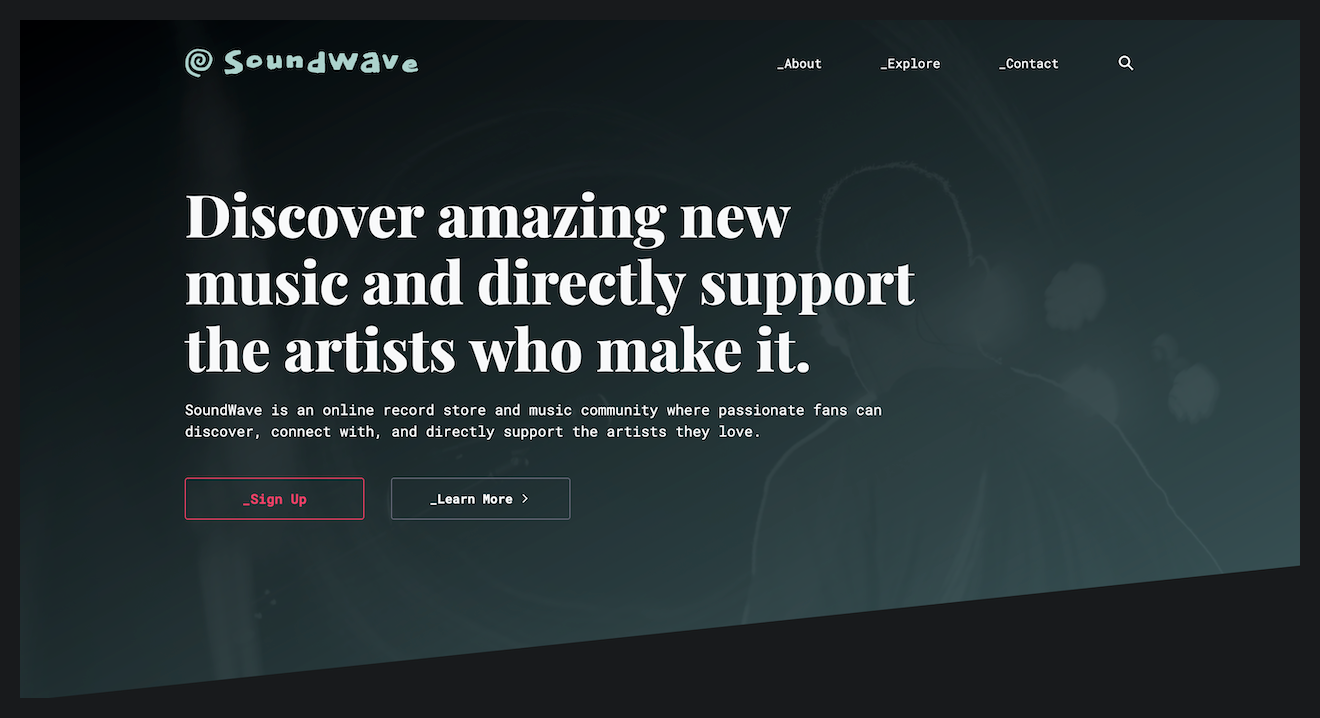 Soundwave
_About
_Explore
_Contact
Discover amazing new
music and directly support
the artists who make it.
SoundWave is an online record store and music community where passionate fans can
discover, connect with, and directly support the artists they love.
_Sign Up
_Learn More